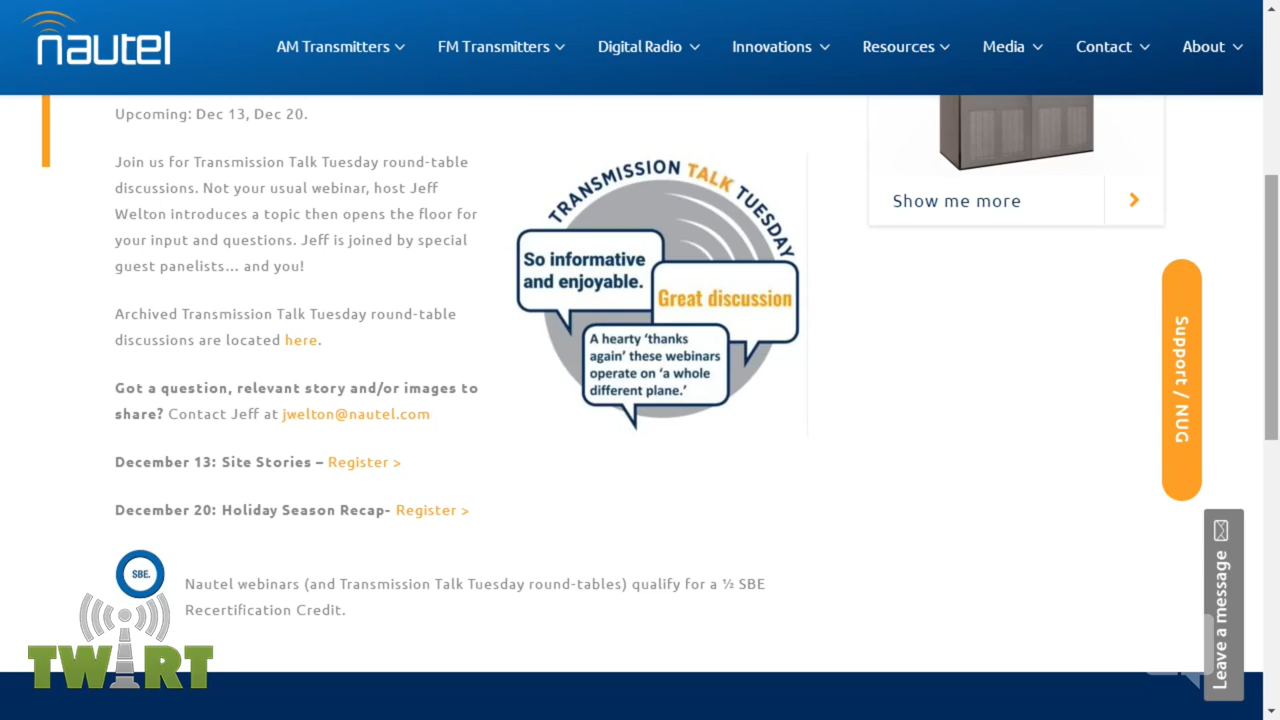 nautel
AM Transmitters
FM Transmitters
Digital Radio
Innovations
Resources
Media
Contact
About
Upcoming: Dec 13, Dec 20.
Join us for Transmission Talk Tuesday round-table
discussions. Not your usual webinar, host Jeff
Welton introduces a topic then opens the floor for
your input and questions. Jeff is joined by special
guest panelists… and you!
Archived Transmission Talk Tuesday round-table
discussions are located here.
Got a question, relevant story and/or images to
share? Contact Jeff at jwelton@nautel.com
December 13: Site Stories – Register >
December 20: Holiday Season Recap- Register >
TRANSMISSION TALK TUESDAY
So informative
and enjoyable.
Great discussion
A hearty ‘thanks
again’ these webinars
operate on ‘a whole
different plane.’
SBE.
Nautel webinars (and Transmission Talk Tuesday round-tables) qualify for a ½ SBE
Recertification Credit.
Show me more
Support / NUG
Leave a message
TWiRT